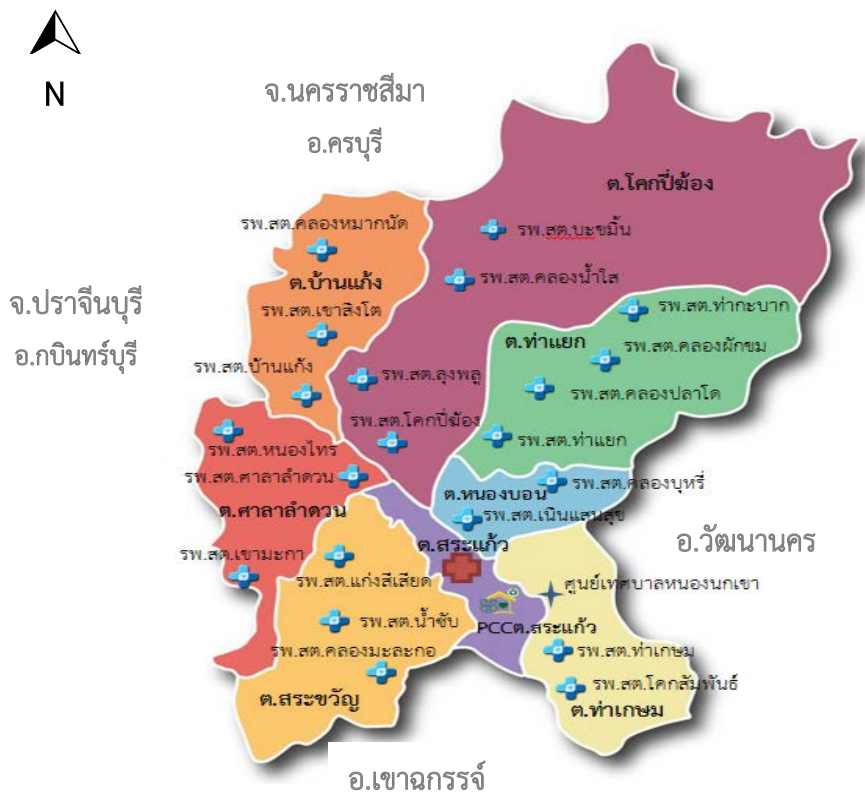 N
จ.นครราชสีมา
อ.ครบุรี
ต.โคกปี่ฆ้อง
รพ.สต.คลองหมากนัด
รพ.สต.บะขมิ้น
ต.บ้านแก้ง
รพ.สต.คลองน้ำใส
จ.ปราจีนบุรี
อ.กบินทร์บุรี
รพ.สต.เขาสิงโต
รพ.สต.ท่ากะบาก
ต.ท่าแยก
รพ.สต.คลองผักขม
รพ.สต.บ้านแก้ง
รพ.สต.ลุงพลู
รพ.สต.คลองปลาโด
รพ.สต.โคกปี่ฆ้อง
รพ.สต.ท่าแยก
รพ.สต.หนองไทร
รพ.สต.ศาลาลำดวน
ต.หนองบอน
รพ.สต.คลองบุหรี่
ต.ศาลาลำดวน
รพ.สต.เนินแสนสุข
ต.สระแก้ว
อ.วัฒนานคร
รพ.สต.เขามะกา
รพ.สต.แก่งสีเสียด
ศูนย์เทศบาลหนองนกเขา
รพ.สต.น้ำซับ
PCCต.สระแก้ว
รพ.สต.คลองมะละกอ
รพ.สต.ท่าเกษม
รพ.สต.โคกสัมพันธ์
ต.สระขวัญ
ต.ท่าเกษม
อ.เขาฉกรรจ์